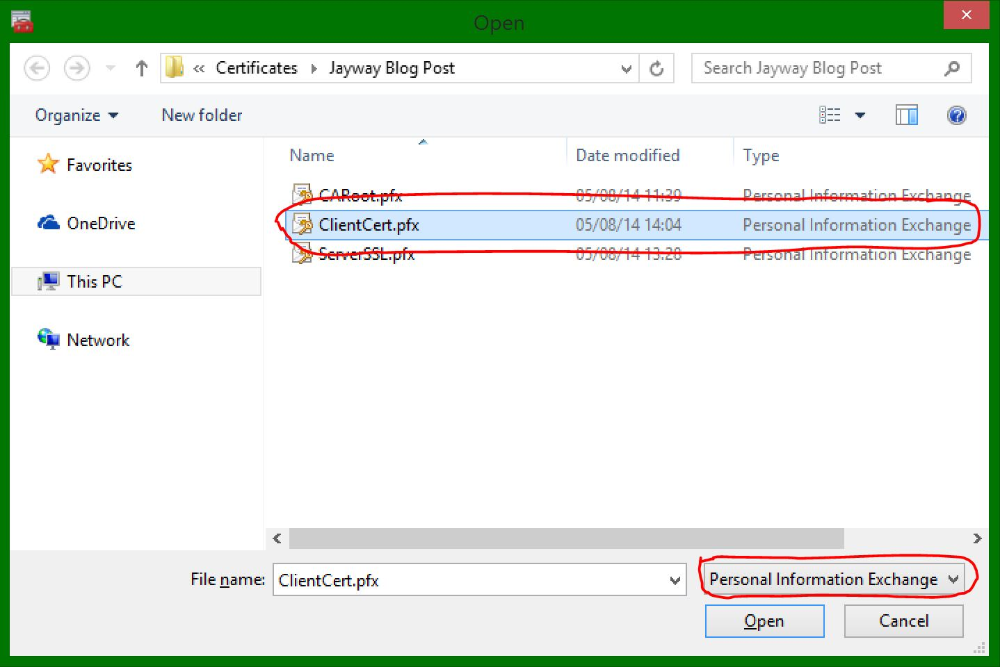 Open
« Certificates Jayway Blog Post
Search Jayway Blog Post
Organize New folder
Name Date modified Type
Favorites
OneDrive
This PC
Network
CARoot.pfx 05/08/14 11:39 Personal Information Exchange
ClientCert.pfx 05/08/14 14:04 Personal Information Exchange
ServerSSL.pfx 05/08/14 13:28 Personal Information Exchange
File name: ClientCert.pfx Personal Information Exchange
Open Cancel